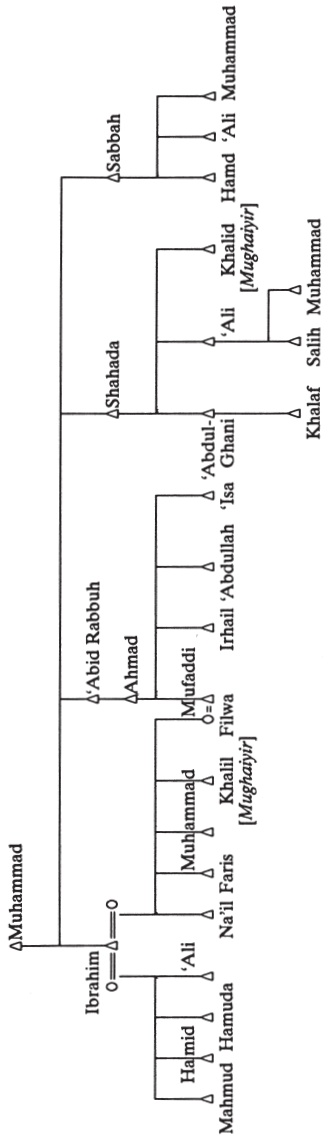 Muhammad
Ibrahim
'Abid Rabbuh
Shahada
Sabbah
Ahmad
Hamid
'Ali
Muhammad
Mufaddi
'Abdul-
Ghani
'Ali
Khalid
[Mughaiyir]
Hamd
'Ali
Muhammad
Mahmud
Hamuda
Na'il
Faris
Khalil
[Mughaiyir]
Filwa
Irhail
'Abdullah
'Isa
Khalaf
Salih
Muhammad